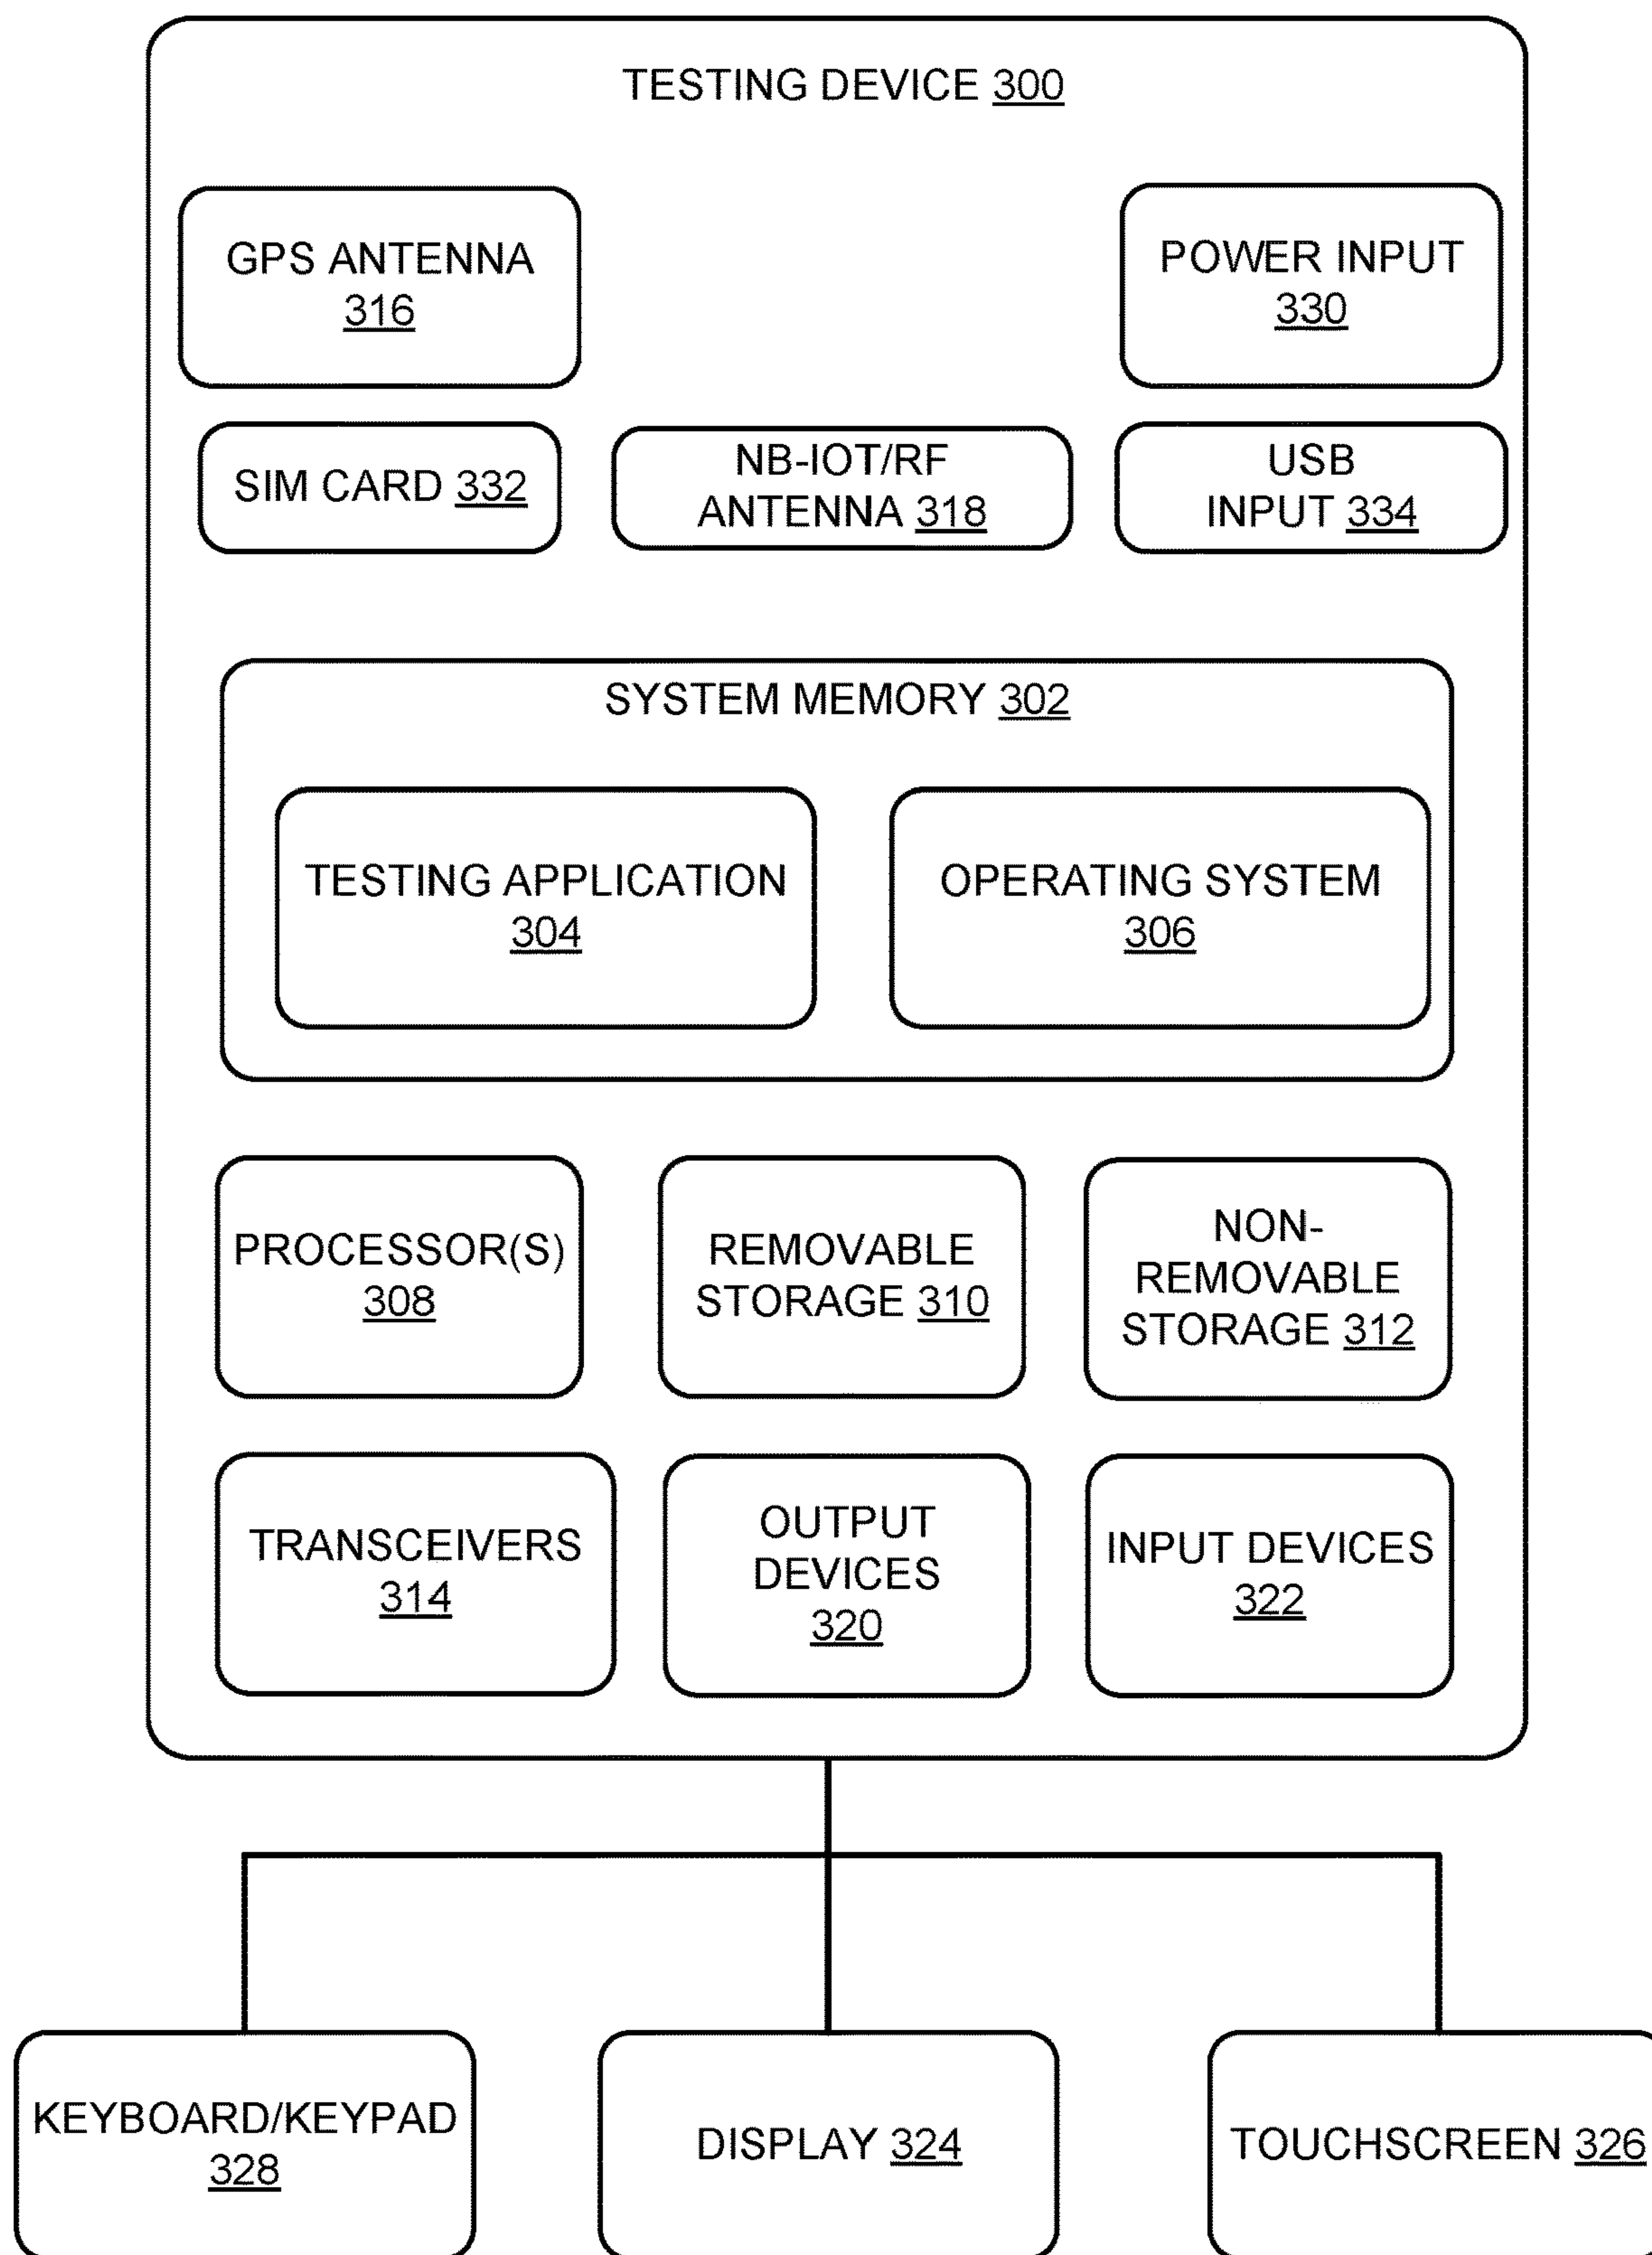 TESTING DEVICE 300
GPS ANTENNA
316
POWER INPUT
330
SIM CARD 332
NB-IOT/RF
ANTENNA 318
USB
INPUT 334
SYSTEM MEMORY 302
TESTING APPLICATION
304
OPERATING SYSTEM
306
PROCESSOR(S)
308
REMOVABLE
STORAGE 310
NON-
REMOVABLE
STORAGE 312
TRANSCEIVERS
314
OUTPUT
DEVICES
320
INPUT DEVICES
322
KEYBOARD/KEYPAD
328
DISPLAY 324
TOUCHSCREEN 326